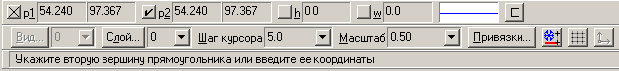 p1 54.240 97.367 p2 54.240 97.367 h 0 0 w 0.0
Вид... 0 Слой... 0 Шаг курсора 5.0 Масштаб 0.50 Привязки...
Укажите вторую зершину прямоугольника или введите ее координаты